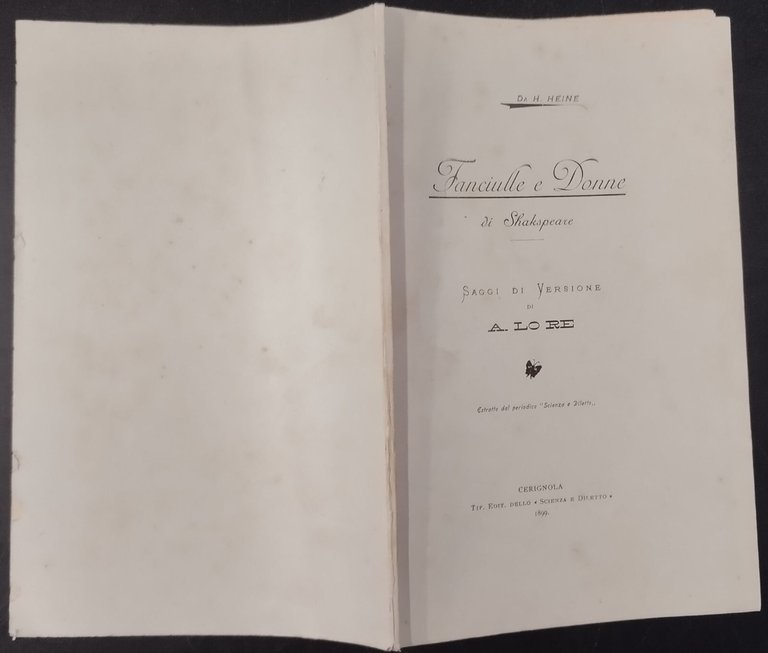 DA H. HEINE
Fanciulle e Donne
di Shakspeare
SAGGI DI VERSIONE
DI
A. LO RE
Estratto dal periodico "Scienza e Diletto„
CERIGNOLA
TIP. EDIT. DELLO « SCIENZA E DILETTO »
1899.